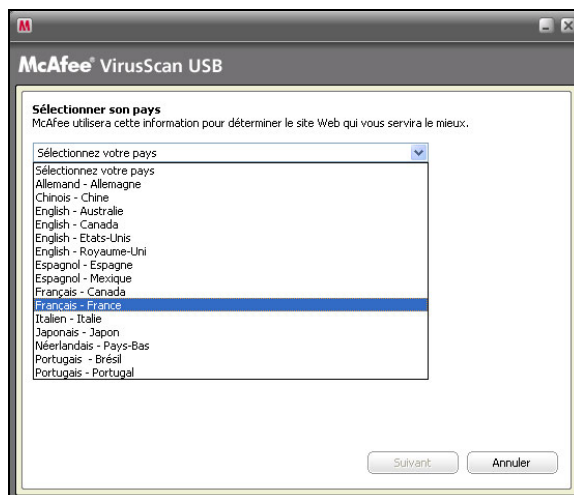 M
McAfee® VirusScan USB
Sélectionner son pays
McAfee utilisera cette information pour déterminer le site Web qui vous servira le mieux.
Sélectionnez votre pays
Sélectionnez votre pays
Allemand - Allemagne
Chinois - Chine
English - Australie
English - Canada
English - Etats-Unis
English - Royaume-Uni
Espagnol - Espagne
Espagnol - Mexique
Français - Canada
Français - France
Italien - Italie
Japonais - Japon
Néerlandais - Pays-Bas
Portugais - Brésil
Portugais - Portugal
Suivant Annuler